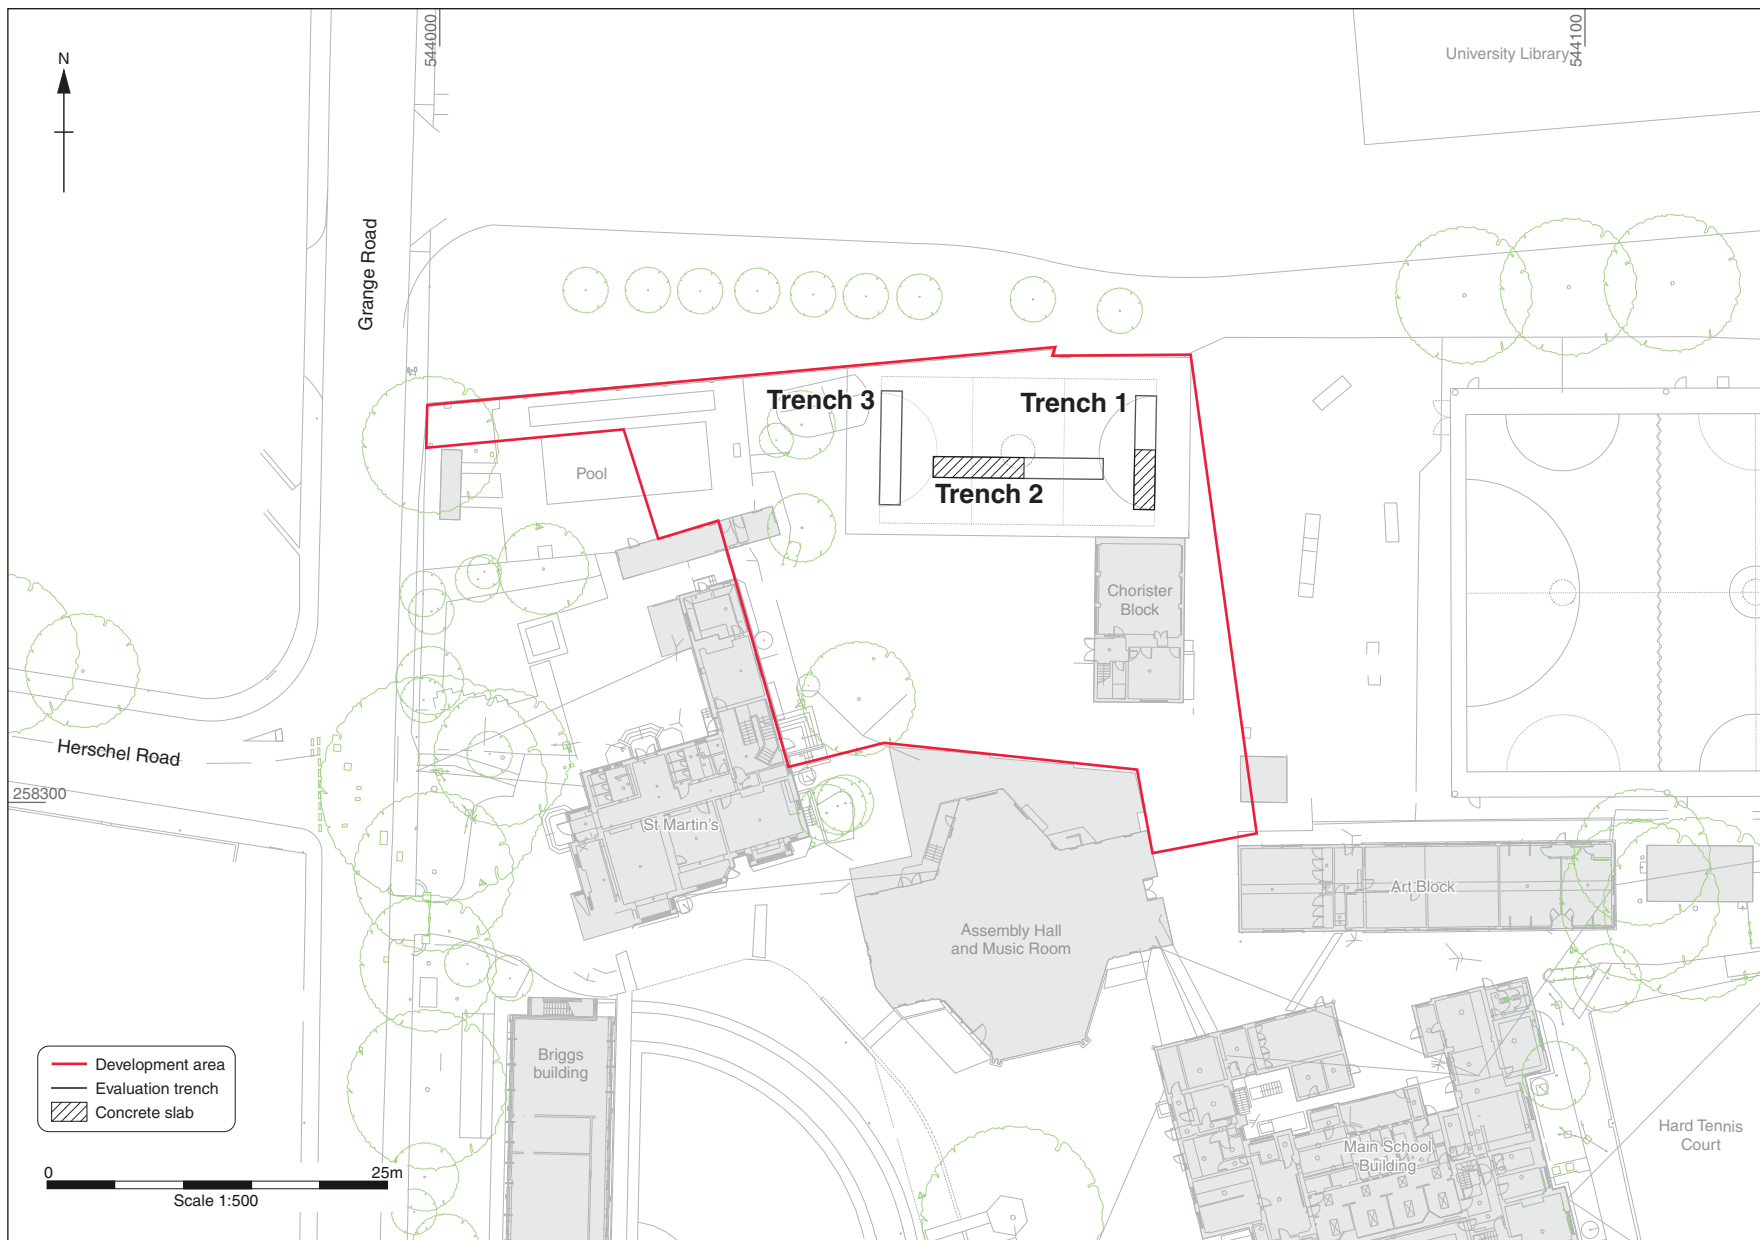 544000
544100
University Library
N
Grange Road
Trench 3
Trench 1
Pool
Trench 2
Chorister
Block
Herschel Road
258300
St Martin's
Art Block
Assembly Hall
and Music Room
Briggs
building
Development area
Evaluation trench
Concrete slab
Hard Tennis
Court
Main School
Building
0
25m
Scale 1:500